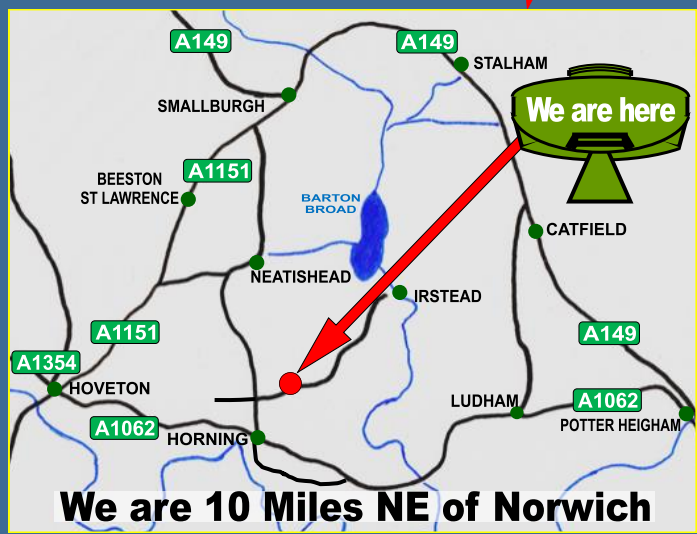 A149
A149
STALHAM
SMALLBURGH
We are here
A1151
BEESTON
ST LAWRENCE
BARTON
BROAD
CATFIELD
NEATISHEAD
IRSTEAD
A1151
A149
A1354
HOVETON
LUDHAM
A1062
A1062
HORNING
POTTER HEIGHAM
We are 10 Miles NE of Norwich